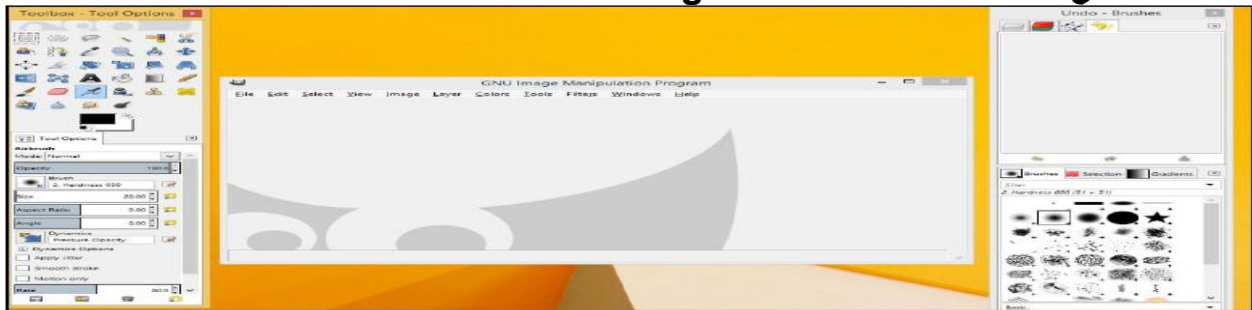 Toolbox - Tool Options
Undo - Brushes
GNU Image Manipulation Program
File Edit Select View Image Layer Colors Tools Filters Windows Help
Tool Options
Airbrush
Mode: Normal
Opacity 100.0
Brush
2. Hardness 050
Size 20.00
Aspect Ratio 0.00
Angle 0.00
Dynamics
Pressure Opacity
Dynamics Options
Apply Jitter
Smooth stroke
Motion only
Rate 80.0
Brushes Selection Gradients
filter
2. Hardness 050 (51 × 51)
Basic